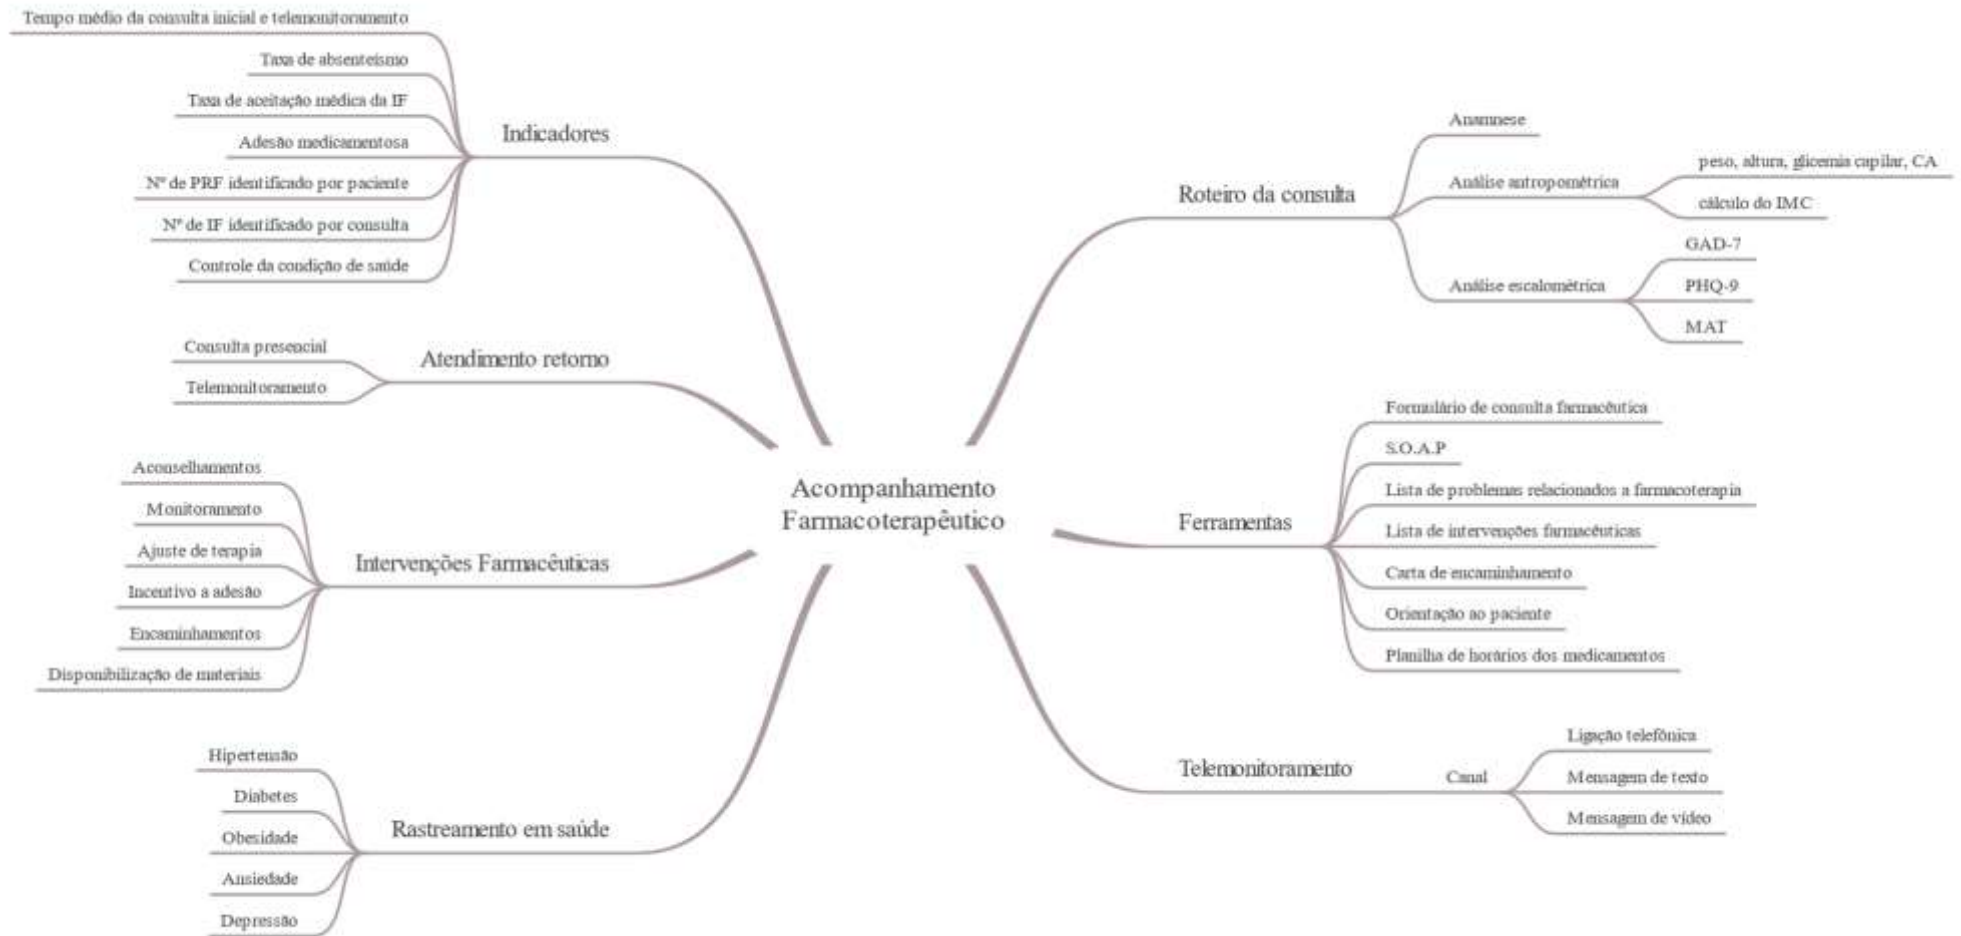 Tempo médio da consulta inicial e telemonitoramento
Taxa de absenteísmo
Taxa de aceitação médica da IF
Adesão medicamentosa
Nº de PRF identificado por paciente
Nº de IF identificado por consulta
Controle da condição de saúde
Indicadores
Consulta presencial
Telemonitoramento
Atendimento retorno
Aconselhamentos
Monitoramento
Ajuste de terapia
Incentivo a adesão
Encaminhamentos
Disponibilização de materiais
Intervenções Farmacêuticas
Hipertensão
Diabetes
Obesidade
Ansiedade
Depressão
Rastreamento em saúde
Acompanhamento
Farmacoterapêutico
Roteiro da consulta
Anamnese
Análise antropométrica
peso, altura, glicemia capilar, CA
cálculo do IMC
Análise escalométrica
GAD-7
PHQ-9
MAT
Ferramentas
Formulário de consulta farmacêutica
S.O.A.P
Lista de problemas relacionados a farmacoterapia
Lista de intervenções farmacêuticas
Carta de encaminhamento
Orientação ao paciente
Planilha de horários dos medicamentos
Telemonitoramento
Canal
Ligação telefônica
Mensagem de texto
Mensagem de vídeo